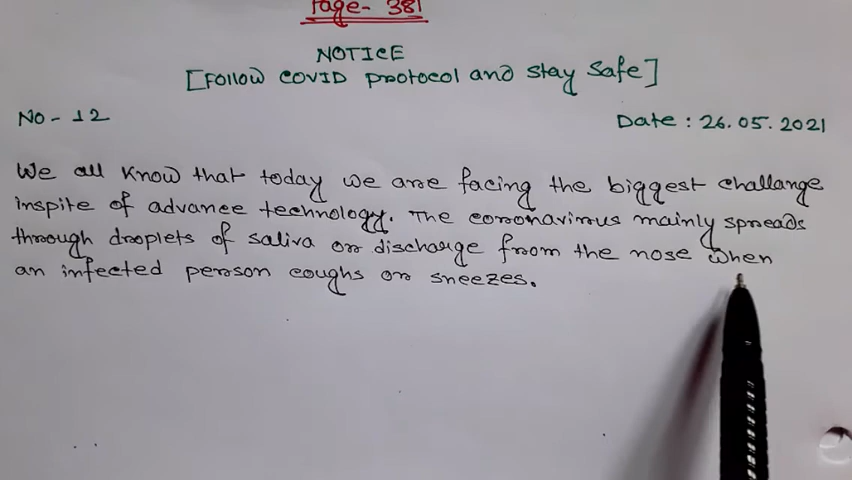 Page- 381
NOTICE
[Follow COVID protocol and stay safe]
No - 12
Date : 26.05.2021
We all know that today we are facing the biggest challange
inspite of advance technology. The coronavirus mainly spreads
through droplets of saliva or discharge from the nose when
an infected person coughs or sneezes.